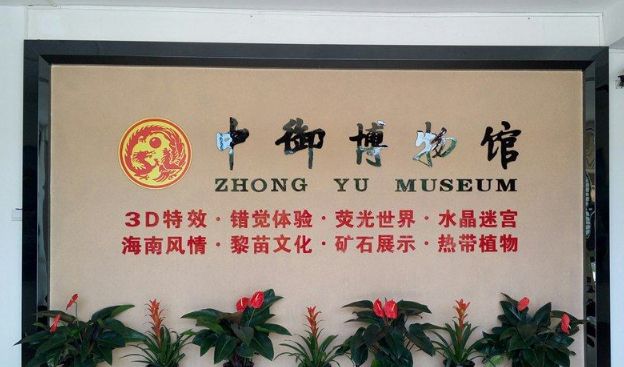 中御博物馆
ZHONG YU MUSEUM
3D特效·错觉体验·荧光世界·水晶迷宫
海南风情·黎苗文化·矿石展示·热带植物